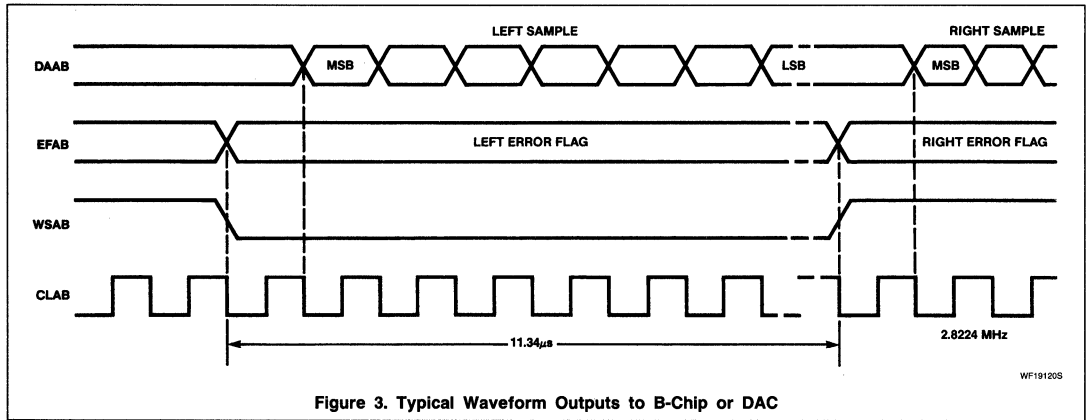 LEFT SAMPLE RIGHT SAMPLE
DAAB MSB LSB MSB
EFAB LEFT ERROR FLAG RIGHT ERROR FLAG
WSAB
CLAB
2.8224 MHz
11.34μs
WF19120S
Figure 3. Typical Waveform Outputs to B-Chip or DAC